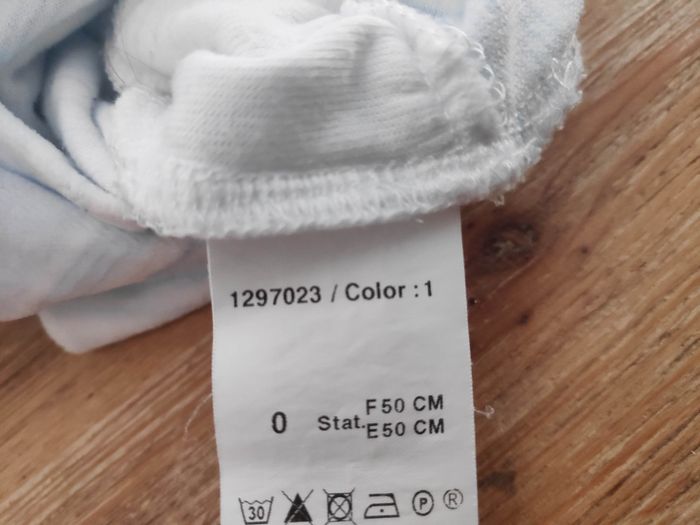 1297023 / Color : 1
F50 CM
0 Stat.
E50 CM
30 P R